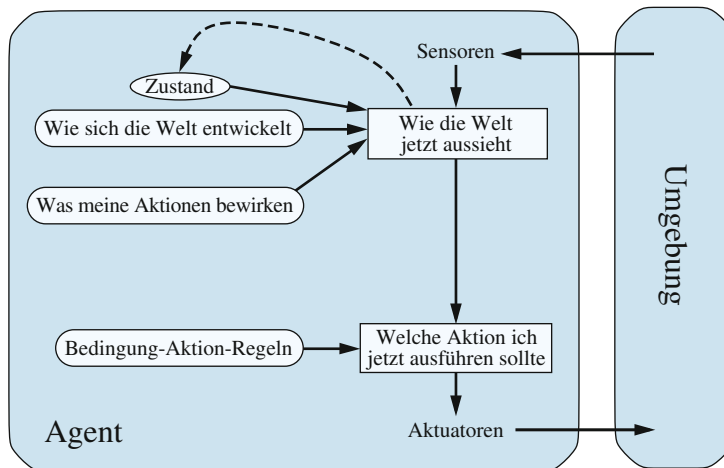 Sensoren
Zustand
Wie sich die Welt entwickelt
Wie die Welt
jetzt aussieht
Was meine Aktionen bewirken
Umgebung
Bedingung-Aktion-Regeln
Welche Aktion ich
jetzt ausführen sollte
Agent
Aktuatoren